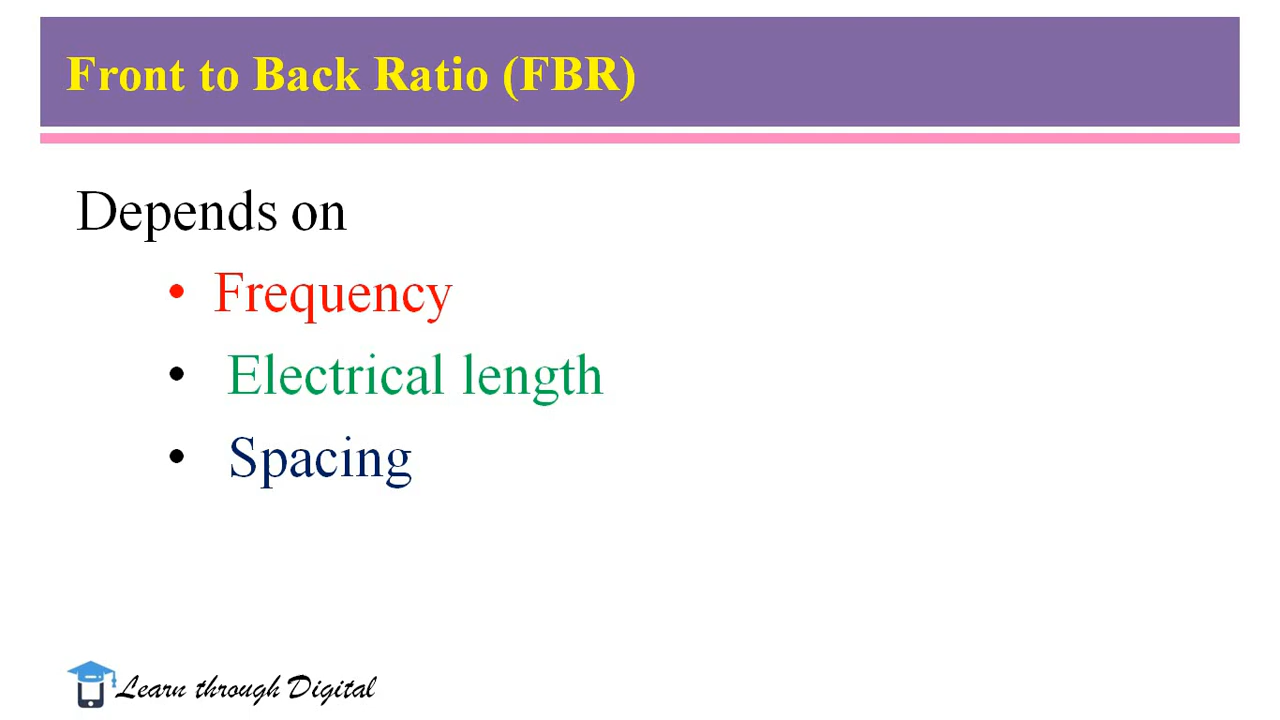 Front to Back Ratio (FBR)
Depends on
• Frequency
• Electrical length
• Spacing
Learn through Digital